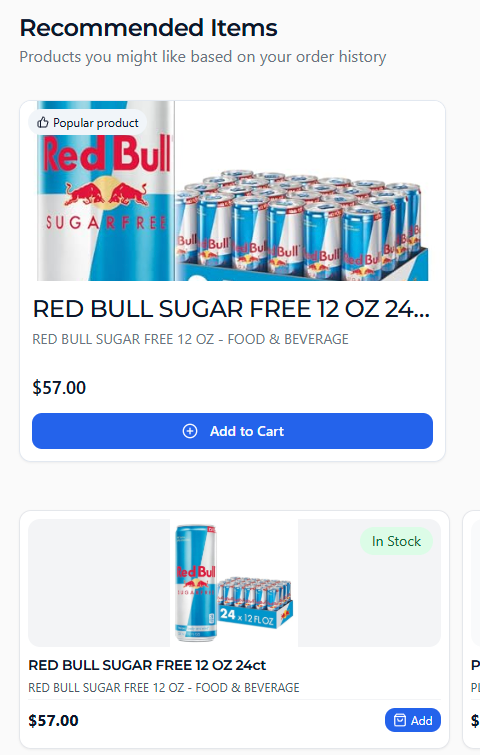 Recommended Items
Products you might like based on your order history
Popular product
Red Bull
SUGARFREE
RED BULL SUGAR FREE 12 OZ 24...
RED BULL SUGAR FREE 12 OZ - FOOD & BEVERAGE
$57.00
Add to Cart
In Stock
Red Bull
SUGARFREE
24 x 12 FL OZ
RED BULL SUGAR FREE 12 OZ 24ct
RED BULL SUGAR FREE 12 OZ - FOOD & BEVERAGE
$57.00
Add